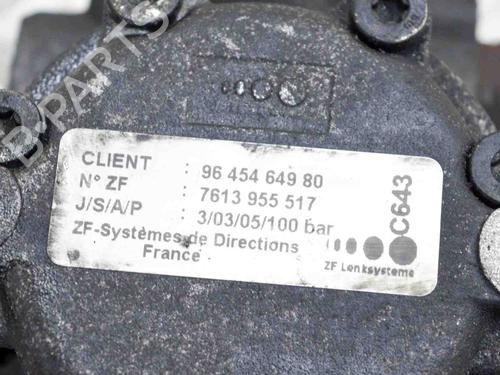 CLIENT : 96 454 649 80
N° ZF : 7613 955 517
J/S/A/P : 3/03/05/100 bar
ZF-Systèmes de Directions
France
C643
ZF Lenksysteme
B-PARTS